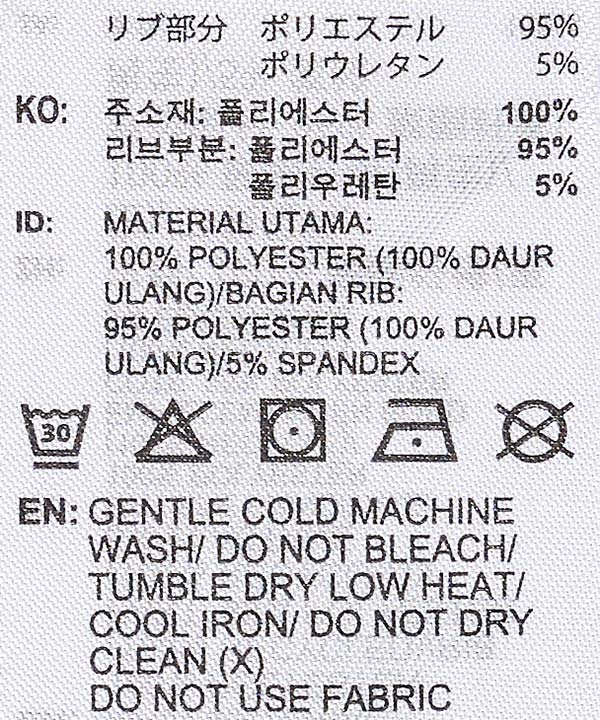 リブ部分 ポリエステル 95%
ポリウレタン 5%
KO: 주소재: 폴리에스터 100%
리브부분: 폴리에스터 95%
폴리우레탄 5%
ID: MATERIAL UTAMA:
100% POLYESTER (100% DAUR
ULANG)/BAGIAN RIB:
95% POLYESTER (100% DAUR
ULANG)/5% SPANDEX
30
EN: GENTLE COLD MACHINE
WASH/ DO NOT BLEACH/
TUMBLE DRY LOW HEAT/
COOL IRON/ DO NOT DRY
CLEAN (X)
DO NOT USE FABRIC